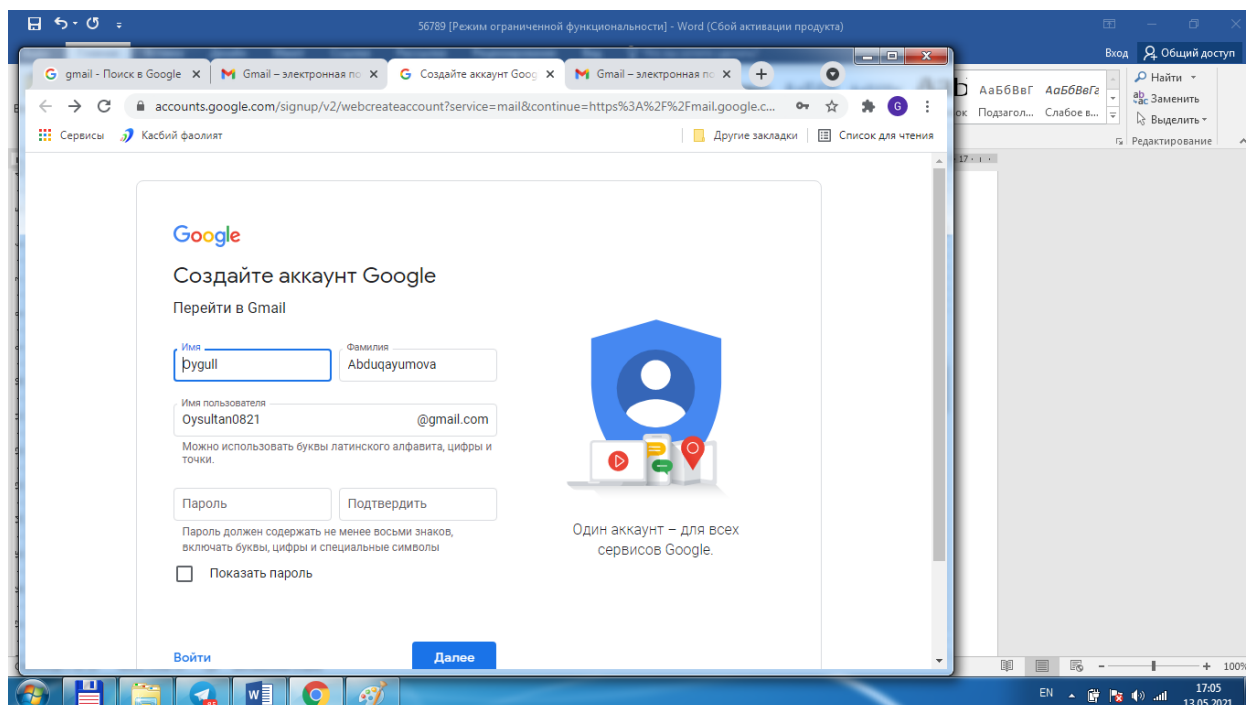 56789 [Режим ограниченной функциональности] - Word (Сбой активации продукта)
Вход Общий доступ
gmail - Поиск в Google
Gmail – электронная по
Создайте аккаунт Goog
Gmail – электронная по
accounts.google.com/signup/v2/webcreateaccount?service=mail&continue=https%3A%2F%2Fmail.google.c...
G
Сервисы Касбий фаолият Другие закладки Список для чтения
АаБбВвГ АаБбВвГг
Подзагол... Слабое в...
Найти
Заменить
Выделить
Редактирование
17
Google
Создайте аккаунт Google
Перейти в Gmail
Имя Фамилия
Oygull Abduqayumova
Имя пользователя
Oysultan0821 @gmail.com
Можно использовать буквы латинского алфавита, цифры и
точки.
Пароль Подтвердить
Пароль должен содержать не менее восьми знаков,
включать буквы, цифры и специальные символы
Показать пароль
Один аккаунт – для всех
сервисов Google.
Войти Далее
100%
EN 17:05
13.05.2021